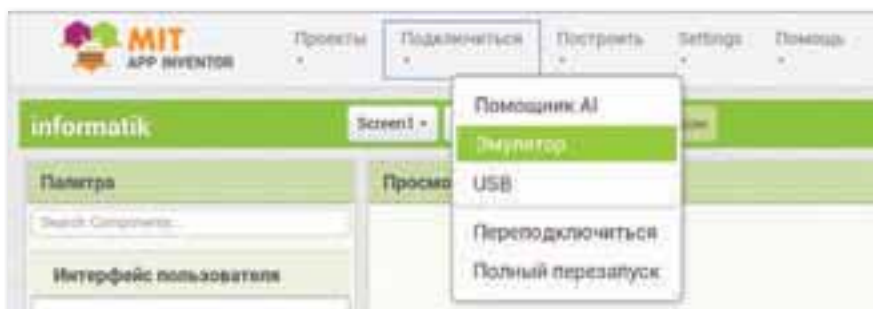 MIT
APP INVENTOR
Проекты Подключиться Построить Settings Помощь
informatik
Screen1
Помощник AI
Эмулятор
USB
Переподключиться
Полный перезапуск
Палитра
Просмо
Search Components...
Интерфейс пользователя